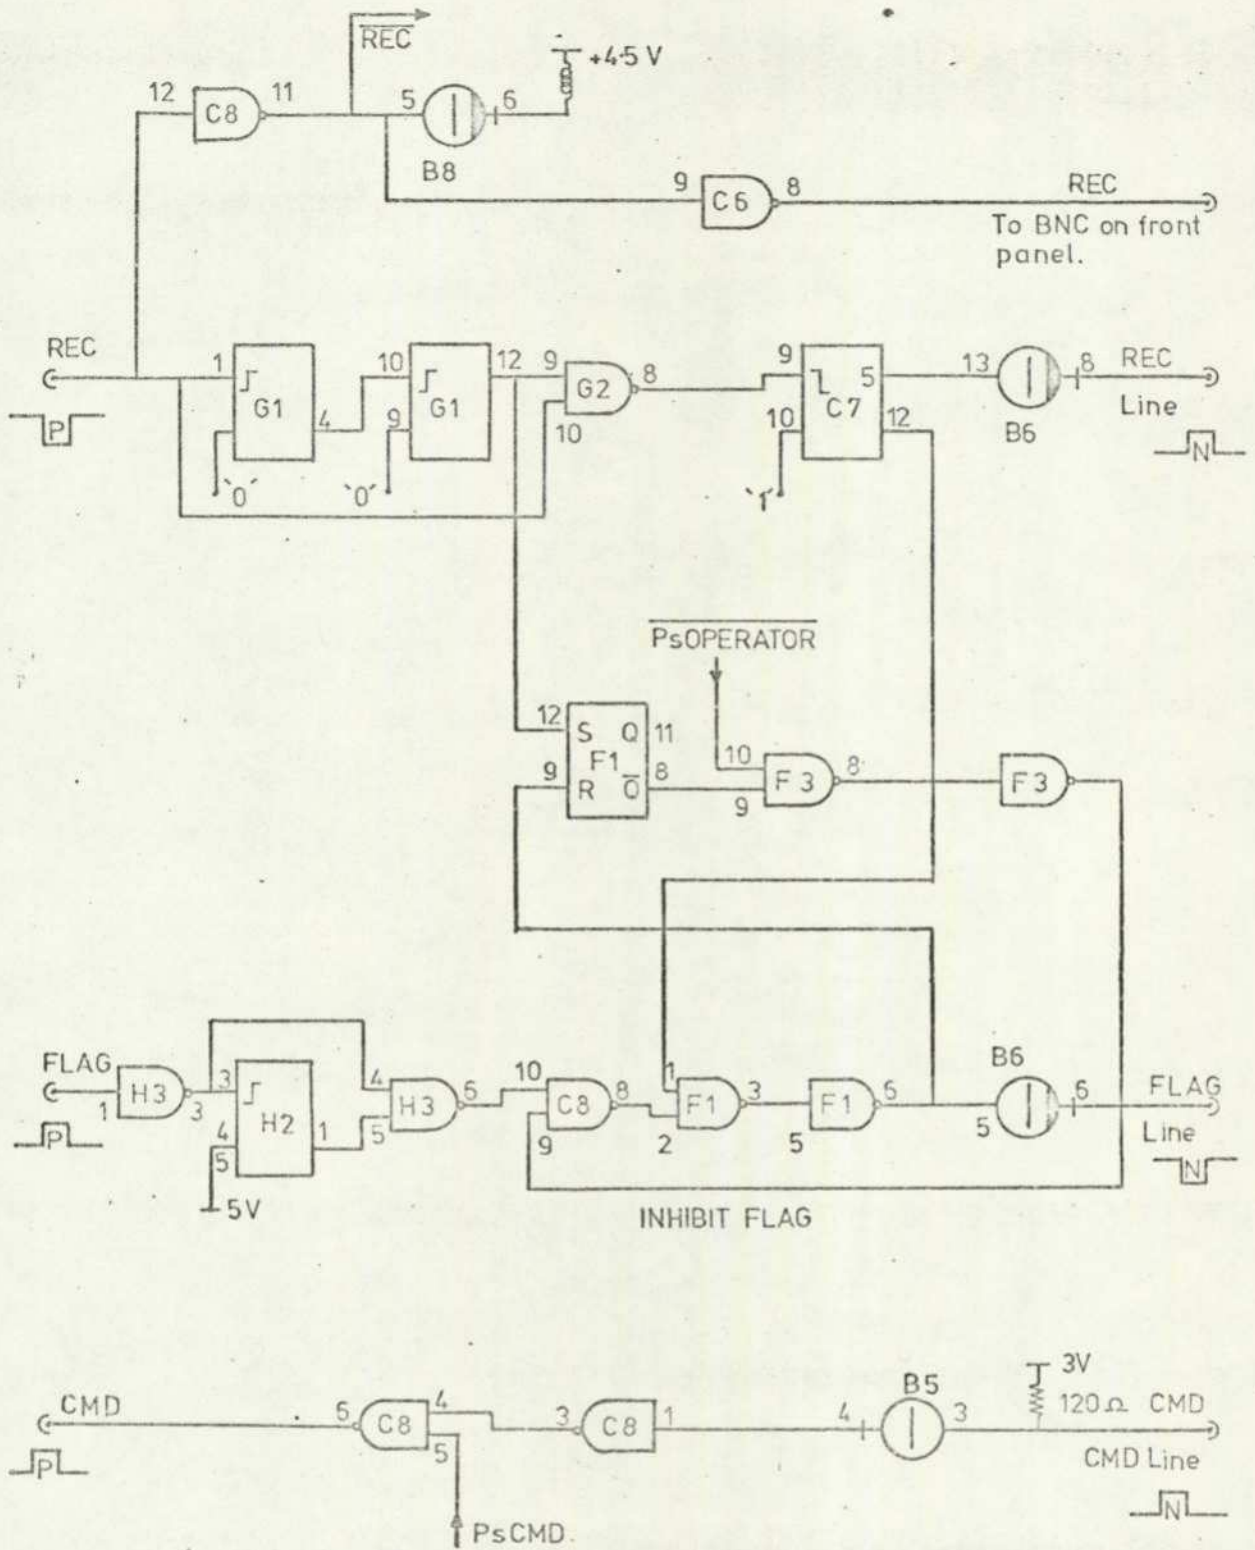 REC
+4·5 V
12 C8 11 5 6
B8
9 C6 8 REC
To BNC on front
panel.
REC
1 G1 4 10 G1 12 9 G2 8 9 C7 5 13 8 REC
P 9 10 10 12 B6 Line
'0' '0' '1' N
PsOPERATOR
12 S Q 11
F1
9 R Q 8 10 F3 8 F3
9
B6
FLAG
1 H3 3 3 H2 1 4 H3 6 10 C8 8 1 F1 3 F1 6 6 FLAG
P 4 5 5 9 2 5 5 Line
5V N
INHIBIT FLAG
3V
B5
CMD 6 C8 4 3 C8 1 4 3 120Ω CMD
P 5 CMD Line
N
PsCMD.